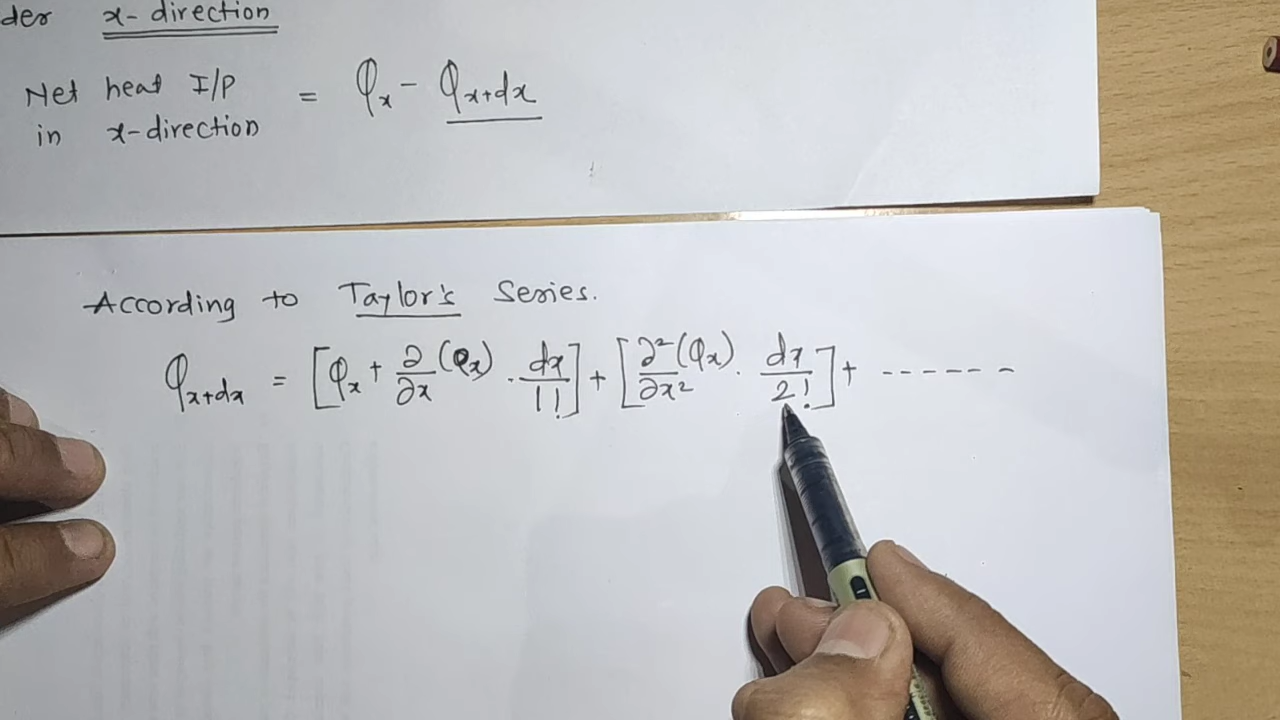 der x-direction
Net heat I/P = Qx - Qx+dx
in x-direction
According to Taylor's Series.
Qx+dx = [Qx + ∂/∂x (Qx) . dx/1!] + [∂²(Qx)/∂x² . dx/2!] + ------